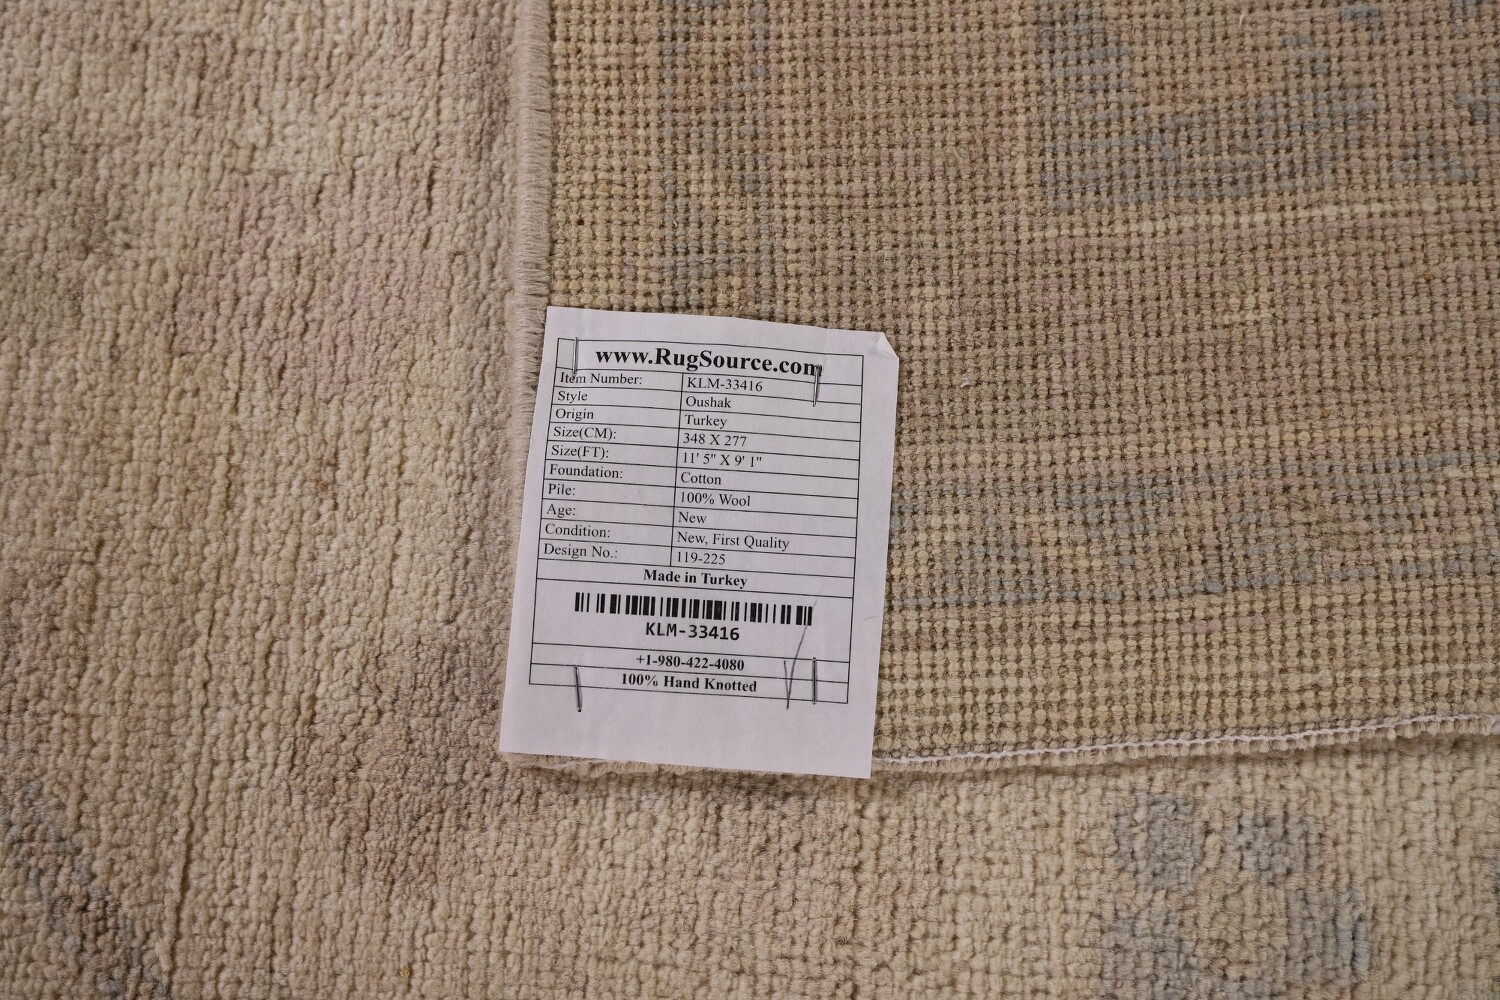 www.RugSource.com
Item Number: KLM-33416
Style Oushak
Origin Turkey
Size(CM): 348 X 277
Size(FT): 11' 5" X 9' 1"
Foundation: Cotton
Pile: 100% Wool
Age: New
Condition: New, First Quality
Design No.: 119-225
Made in Turkey
KLM-33416
+1-980-422-4080
100% Hand Knotted